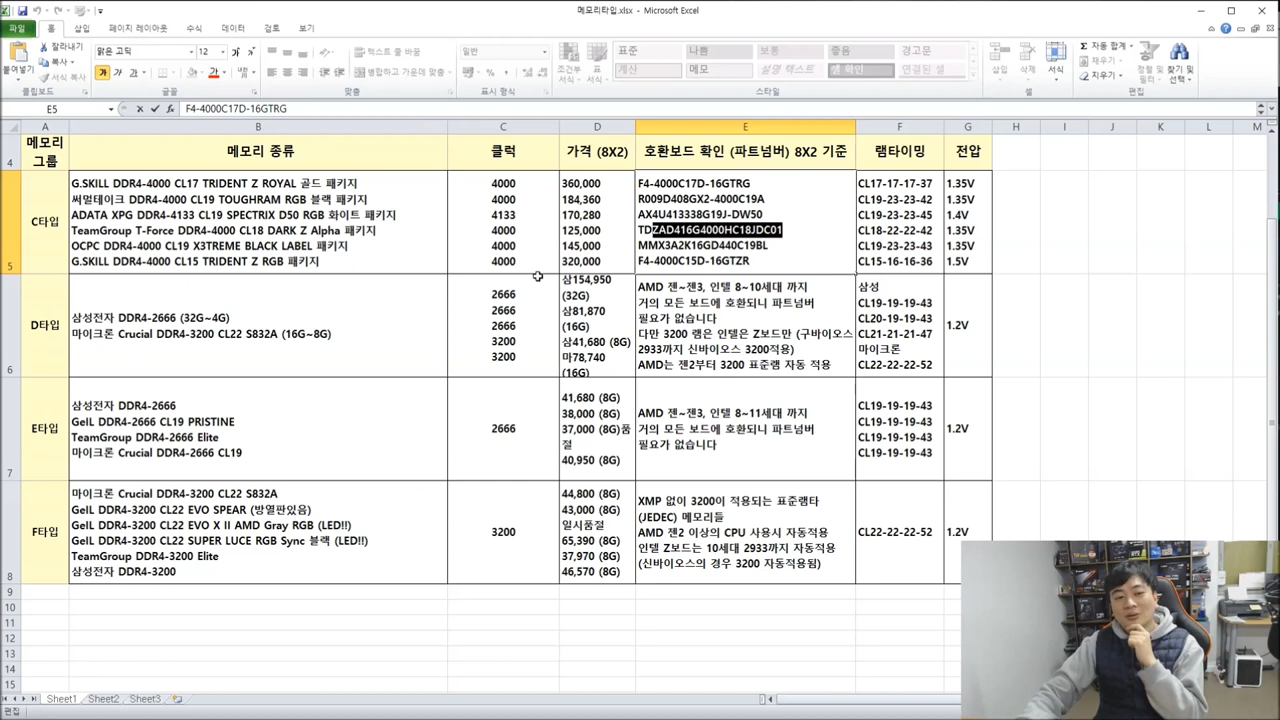 메모리타입.xlsx - Microsoft Excel
파일 홈 삽입 페이지 레이아웃 수식 데이터 검토 보기
잘라내기
복사
서식 복사
붙여넣기
클립보드
맑은 고딕 12
글꼴
텍스트 줄 바꿈
병합하고 가운데 맞춤
맞춤
일반
표시 형식
조건부 서식
표 서식
표준 나쁨 보통 좋음 경고문
계산 메모 설명 텍스트 셀 확인 연결된 셀
스타일
삽입 삭제 서식
셀
자동 합계
채우기
지우기
정렬 및 필터
찾기 및 선택
편집
E5 fx F4-4000C17D-16GTRG
A B C D E F G H I J K L M
4 메모리 그룹 메모리 종류 클럭 가격 (8X2) 호환보드 확인 (파트넘버) 8X2 기준 램타이밍 전압
5 C타입
G.SKILL DDR4-4000 CL17 TRIDENT Z ROYAL 골드 패키지 4000 360,000 F4-4000C17D-16GTRG CL17-17-17-37 1.35V
써멀테이크 DDR4-4000 CL19 TOUGHRAM RGB 블랙 패키지 4000 184,360 R009D408GX2-4000C19A CL19-23-23-42 1.35V
ADATA XPG DDR4-4133 CL19 SPECTRIX D50 RGB 화이트 패키지 4133 170,280 AX4U413338G19J-DW50 CL19-23-23-45 1.4V
TeamGroup T-Force DDR4-4000 CL18 DARK Z Alpha 패키지 4000 125,000 TDZAD416G4000HC18JDC01 CL18-22-22-42 1.35V
OCPC DDR4-4000 CL19 X3TREME BLACK LABEL 패키지 4000 145,000 MMX3A2K16GD440C19BL CL19-23-23-43 1.35V
G.SKILL DDR4-4000 CL15 TRIDENT Z RGB 패키지 4000 320,000 F4-4000C15D-16GTZR CL15-16-16-36 1.5V
6 D타입
삼성전자 DDR4-2666 (32G~4G)
마이크론 Crucial DDR4-3200 CL22 S832A (16G~8G)
2666
2666
2666
3200
3200
삼154,950
(32G)
삼81,870
(16G)
삼41,680 (8G)
마78,740
(16G)
AMD 젠~젠3, 인텔 8~10세대 까지
거의 모든 보드에 호환되니 파트넘버
필요가 없습니다
다만 3200 램은 인텔은 Z보드만 (구바이오스
2933까지 신바이오스 3200적용)
AMD는 젠2부터 3200 표준램 자동 적용
삼성
CL19-19-19-43
CL20-19-19-43
CL21-21-21-47
마이크론
CL22-22-22-52
1.2V
7 E타입
삼성전자 DDR4-2666
GeIL DDR4-2666 CL19 PRISTINE
TeamGroup DDR4-2666 Elite
마이크론 Crucial DDR4-2666 CL19
2666
41,680 (8G)
38,000 (8G)
37,000 (8G)품
절
40,950 (8G)
AMD 젠~젠3, 인텔 8~11세대 까지
거의 모든 보드에 호환되니 파트넘버
필요가 없습니다
CL19-19-19-43
CL19-19-19-43
CL19-19-19-43
CL19-19-19-43
1.2V
8 F타입
마이크론 Crucial DDR4-3200 CL22 S832A
GeIL DDR4-3200 CL22 EVO SPEAR (방열판있음)
GeIL DDR4-3200 CL22 EVO X II AMD Gray RGB (LED!!)
GeIL DDR4-3200 CL22 SUPER LUCE RGB Sync 블랙 (LED!!)
TeamGroup DDR4-3200 Elite
삼성전자 DDR4-3200
3200
44,800 (8G)
43,000 (8G)
일시품절
65,390 (8G)
37,970 (8G)
46,570 (8G)
XMP 없이 3200이 적용되는 표준램타
(JEDEC) 메모리들
AMD 젠2 이상의 CPU 사용시 자동적용
인텔 Z보드는 10세대 2933까지 자동적용
(신바이오스의 경우 3200 자동적용됨)
CL22-22-22-52
1.2V
9
10
11
12
13
14
15
Sheet1 Sheet2 Sheet3
편집